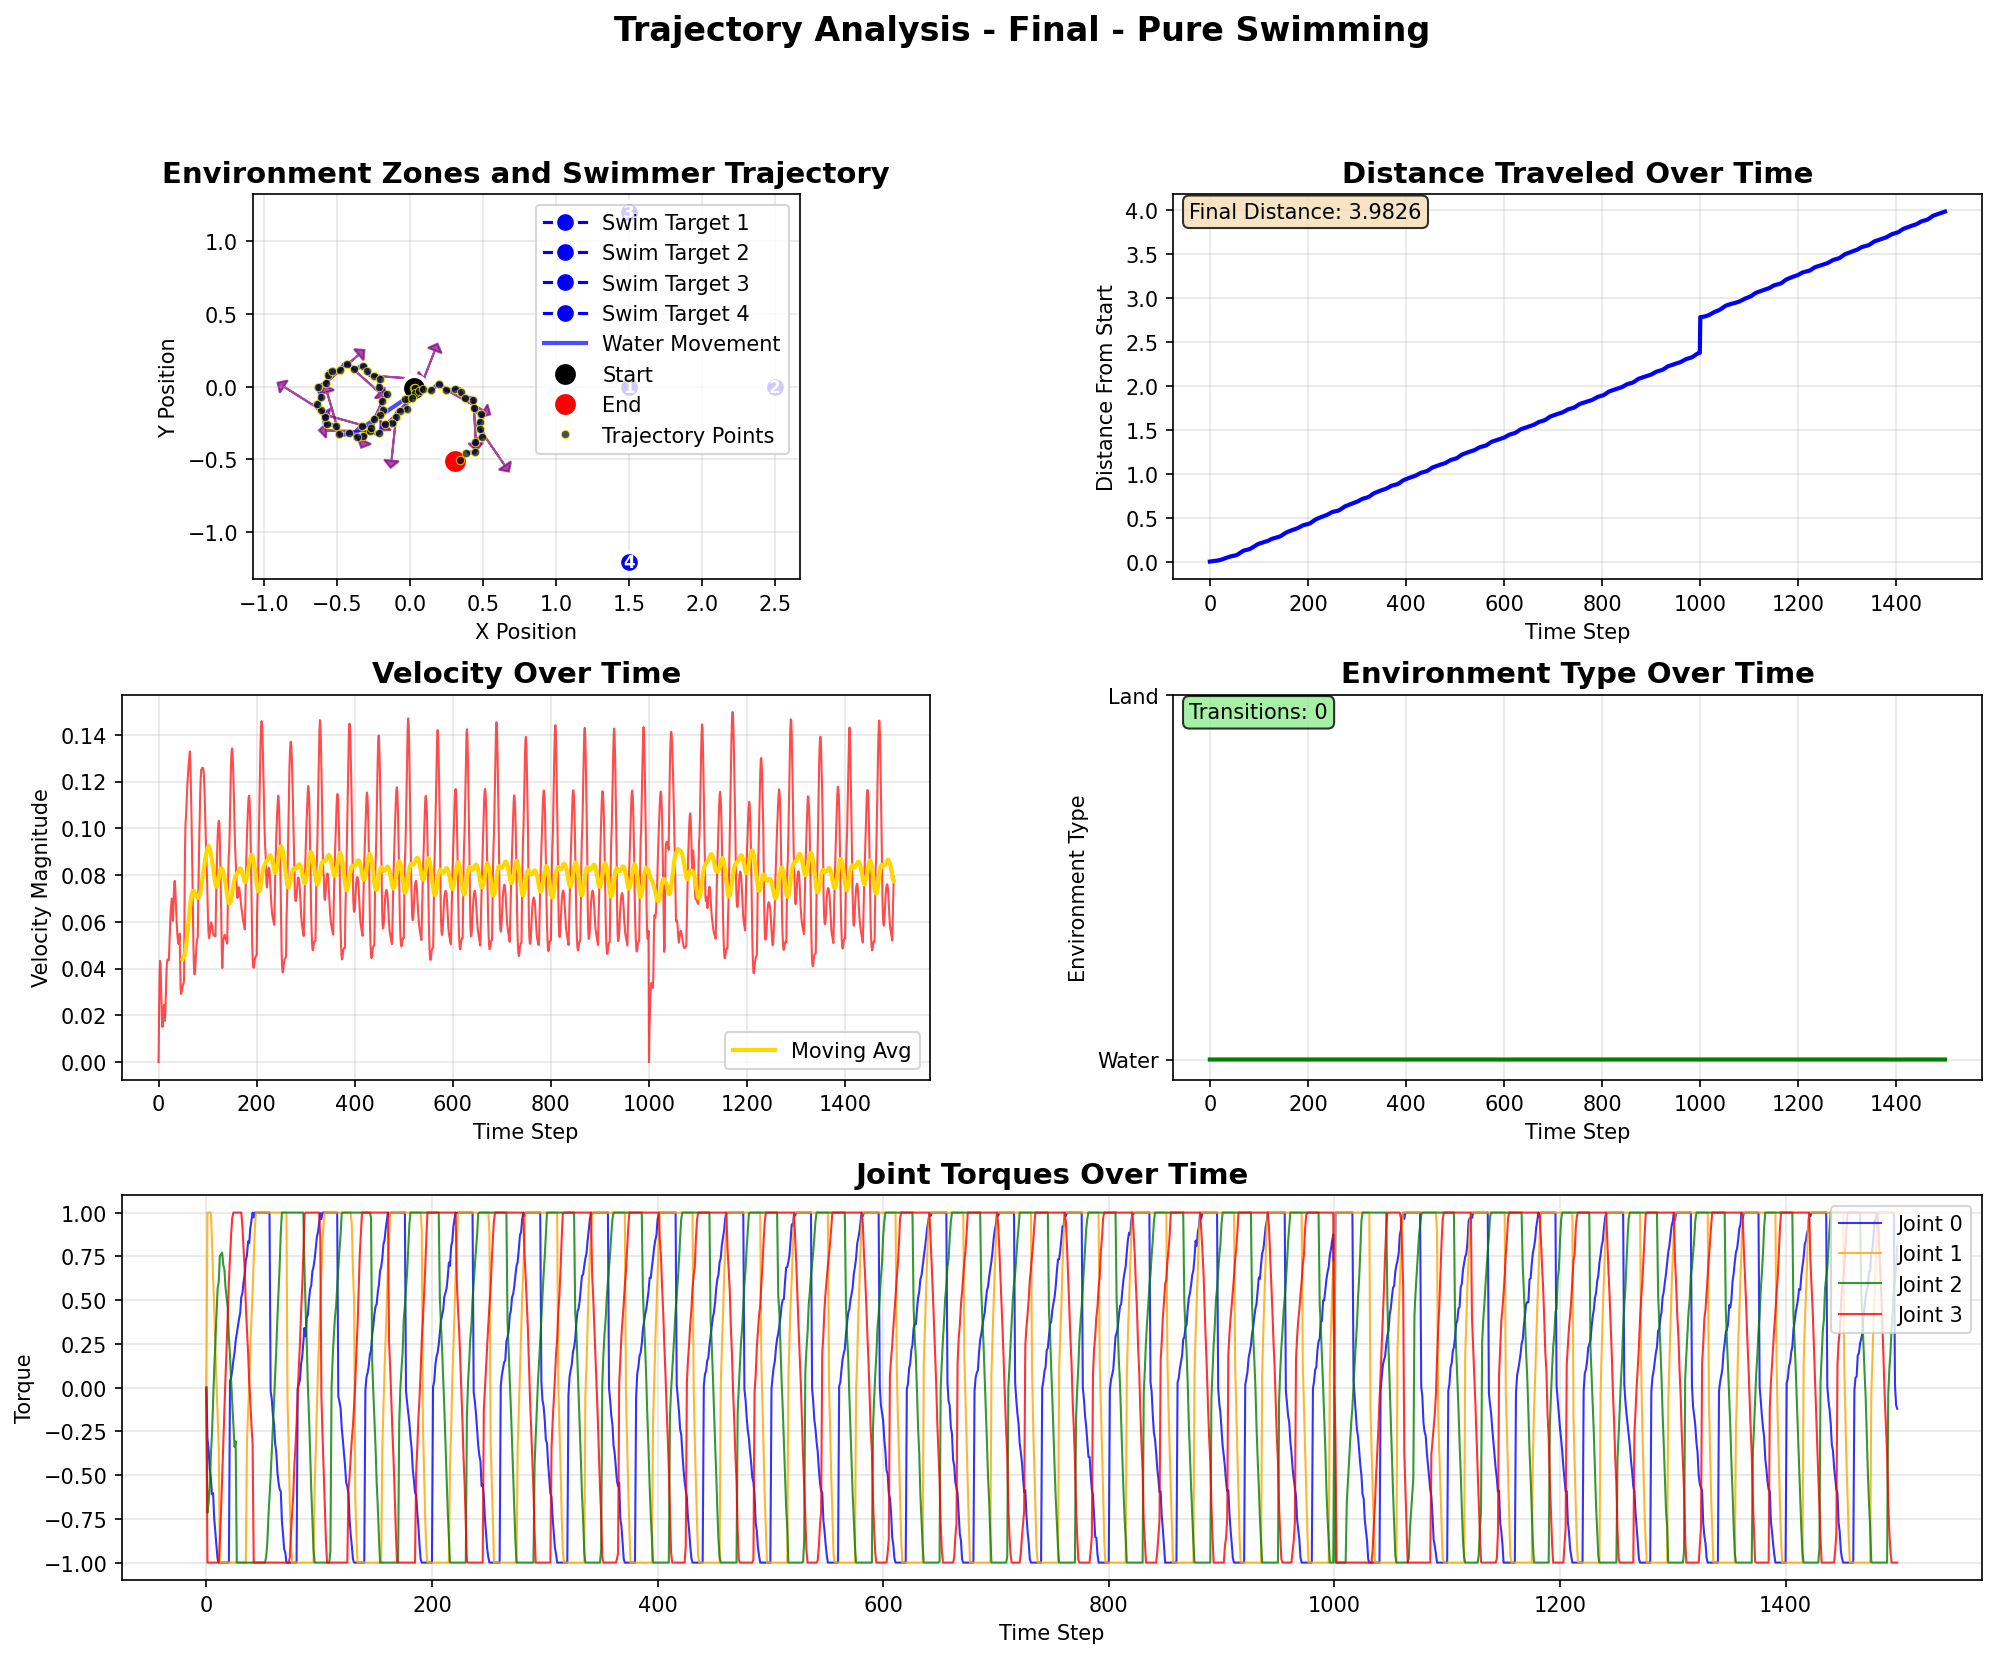 Trajectory Analysis - Final - Pure Swimming
Environment Zones and Swimmer Trajectory
Y Position
1.0
0.5
0.0
−0.5
−1.0
3
1
2
4
Swim Target 1
Swim Target 2
Swim Target 3
Swim Target 4
Water Movement
Start
End
Trajectory Points
−1.0 −0.5 0.0 0.5 1.0 1.5 2.0 2.5
X Position
Distance Traveled Over Time
Final Distance: 3.9826
Distance From Start
4.0
3.5
3.0
2.5
2.0
1.5
1.0
0.5
0.0
0 200 400 600 800 1000 1200 1400
Time Step
Velocity Over Time
Velocity Magnitude
0.14
0.12
0.10
0.08
0.06
0.04
0.02
0.00
Moving Avg
0 200 400 600 800 1000 1200 1400
Time Step
Environment Type Over Time
Environment Type
Land
Transitions: 0
Water
0 200 400 600 800 1000 1200 1400
Time Step
Joint Torques Over Time
Torque
1.00
0.75
0.50
0.25
0.00
−0.25
−0.50
−0.75
−1.00
Joint 0
Joint 1
Joint 2
Joint 3
0 200 400 600 800 1000 1200 1400
Time Step